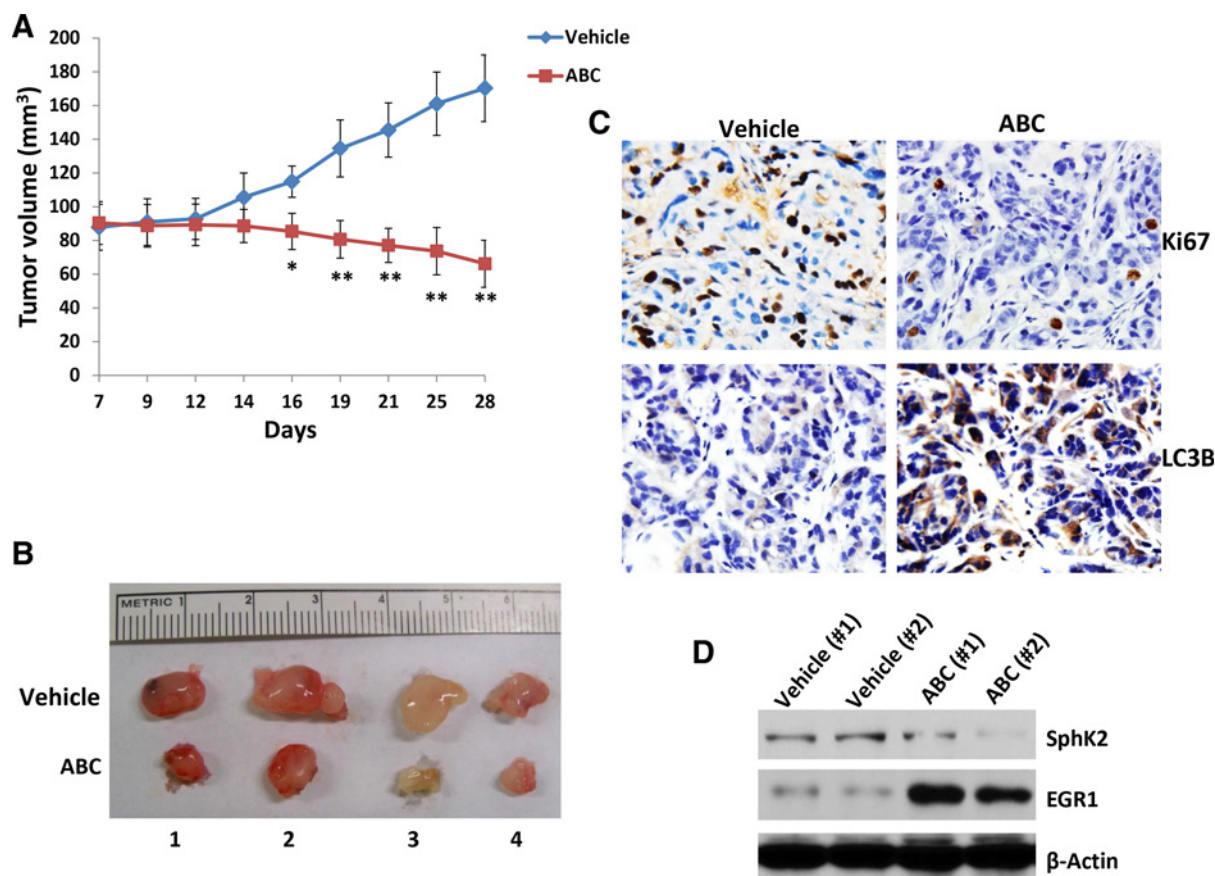 A
Tumor volume (mm³)
200
180
160
140
120
100
80
60
40
20
0
7 9 12 14 16 19 21 25 28
Days
Vehicle
ABC
* ** ** ** **
B
METRIC 1 2 3 4 5 6
Vehicle
ABC
1 2 3 4
C
Vehicle ABC
Ki67
LC3B
D
Vehicle (#1) Vehicle (#2) ABC (#1) ABC (#2)
SphK2
EGR1
β-Actin